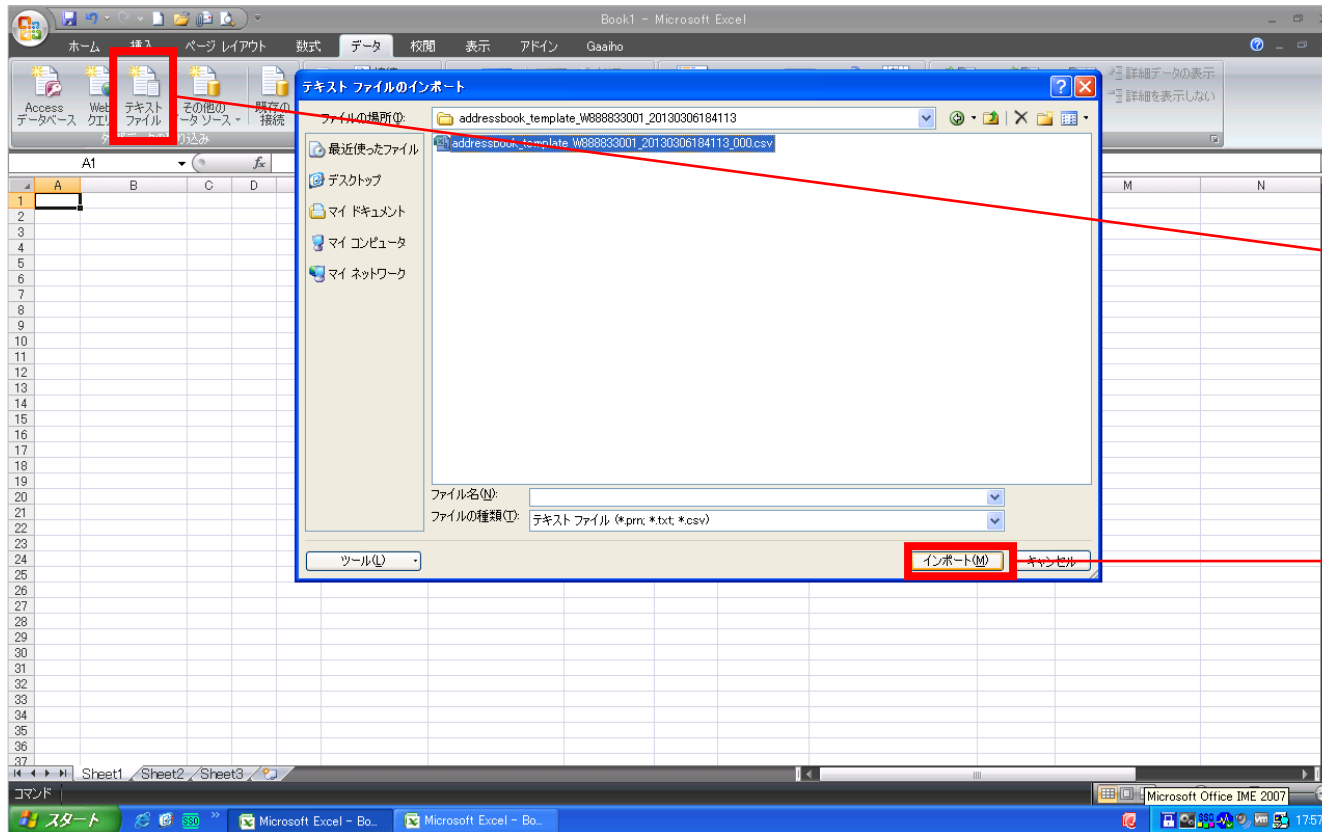 Book1 - Microsoft Excel
ホーム 挿入 ページ レイアウト 数式 データ 校閲 表示 アドイン Gaaiho
Access データベース
Web クエリ
テキスト ファイル
その他の データ ソース
既存の 接続
詳細データの表示
詳細を表示しない
A1
fx
A B C D M N
テキスト ファイルのインポート
ファイルの場所(I):
addressbook_template_W888833001_20130306184113
addressbook_template_W888833001_20130306184113_000.csv
最近使ったファイル
デスクトップ
マイ ドキュメント
マイ コンピュータ
マイ ネットワーク
ファイル名(N):
ファイルの種類(T):
テキスト ファイル (*.prn; *.txt; *.csv)
ツール(L)
インポート(M)
キャンセル
1
2
3
4
5
6
7
8
9
10
11
12
13
14
15
16
17
18
19
20
21
22
23
24
25
26
27
28
29
30
31
32
33
34
35
36
37
Sheet1 Sheet2 Sheet3
コマンド
Microsoft Office IME 2007
スタート
SSO
Microsoft Excel - Bo...
Microsoft Excel - Bo...
17:57